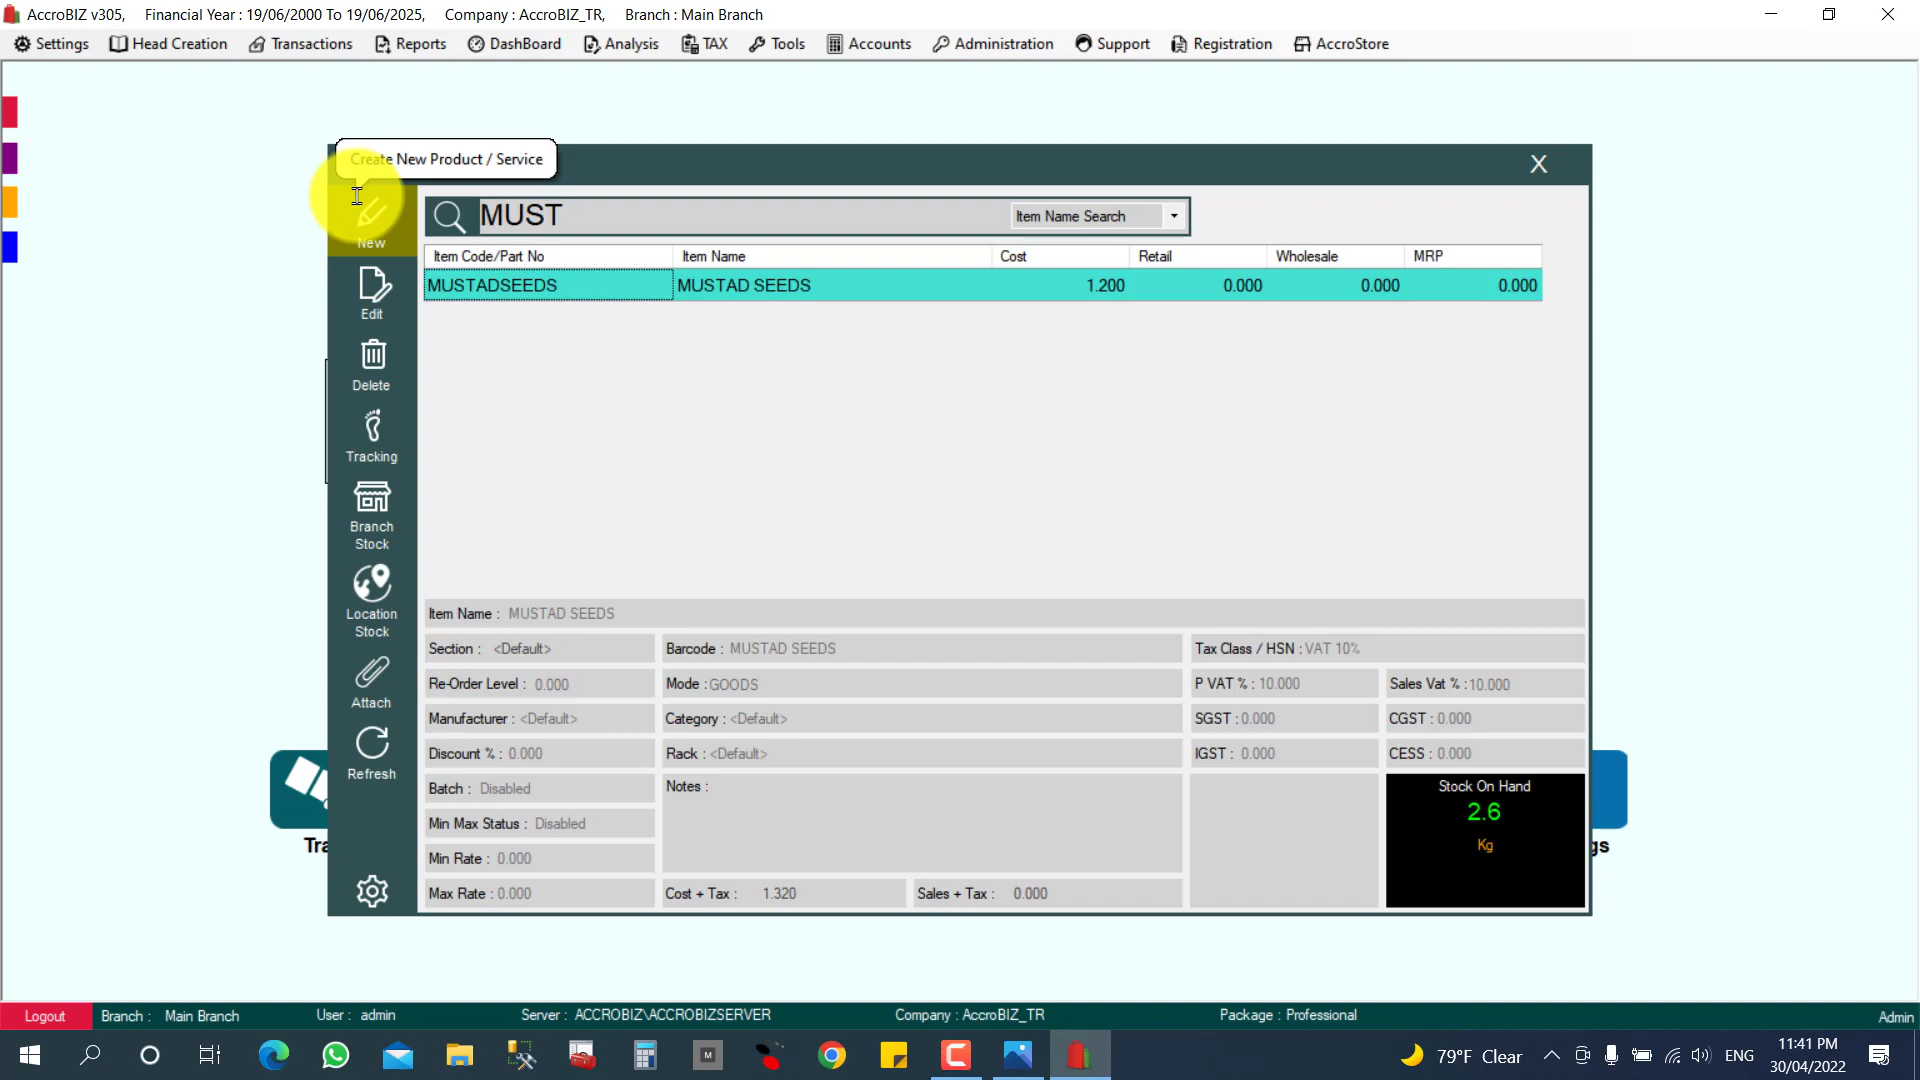 AccroBIZ v305, Financial Year : 19/06/2000 To 19/06/2025, Company : AccroBIZ_TR, Branch : Main Branch
Settings Head Creation Transactions Reports DashBoard Analysis TAX Tools Accounts Administration Support Registration AccroStore
Create New Product / Service
X
MUST Item Name Search
New
Item Code/Part No Item Name Cost Retail Wholesale MRP
MUSTADSEEDS MUSTAD SEEDS 1.200 0.000 0.000 0.000
Edit
Delete
Tracking
Branch
Stock
Location
Stock
Attach
Refresh
Item Name : MUSTAD SEEDS
Section : <Default> Barcode : MUSTAD SEEDS Tax Class / HSN : VAT 10%
Re-Order Level : 0.000 Mode : GOODS P VAT % : 10.000 Sales Vat % : 10.000
Manufacturer : <Default> Category : <Default> SGST : 0.000 CGST : 0.000
Discount % : 0.000 Rack : <Default> IGST : 0.000 CESS : 0.000
Batch : Disabled Notes : Stock On Hand
2.6
Min Max Status : Disabled
Kg
Min Rate : 0.000
Max Rate : 0.000 Cost + Tax : 1.320 Sales + Tax : 0.000
Tra
gs
Logout Branch : Main Branch User : admin Server : ACCROBIZ\ACCROBIZSERVER Company : AccroBIZ_TR Package : Professional Admin
M
79°F Clear ENG 11:41 PM
30/04/2022